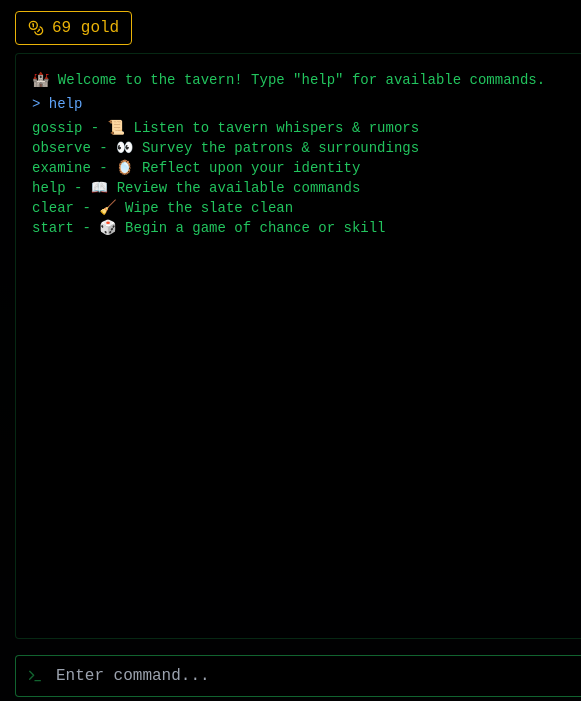 69 gold
🏰 Welcome to the tavern! Type "help" for available commands.
> help
gossip - 📜 Listen to tavern whispers & rumors
observe - 👀 Survey the patrons & surroundings
examine - 🪞 Reflect upon your identity
help - 📖 Review the available commands
clear - 🧹 Wipe the slate clean
start - 🎲 Begin a game of chance or skill
Enter command...